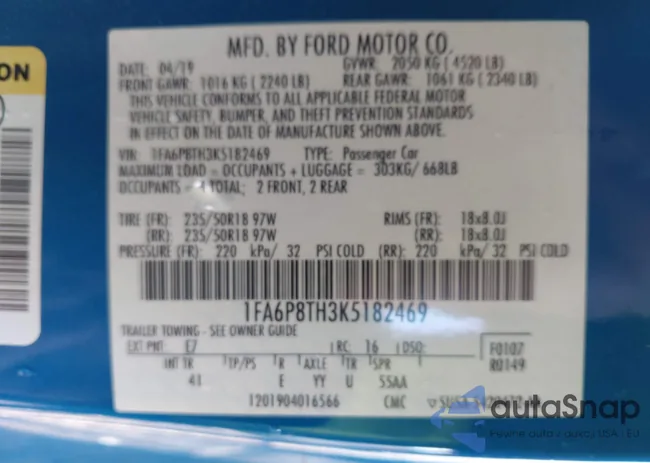 ON
MFD. BY FORD MOTOR CO.
DATE: 04/19 GVWR: 2050 KG ( 4520 LB)
FRONT GAWR: 1016 KG ( 2240 LB) REAR GAWR: 1061 KG ( 2340 LB)
THIS VEHICLE CONFORMS TO ALL APPLICABLE FEDERAL MOTOR
VEHICLE SAFETY, BUMPER, AND THEFT PREVENTION STANDARDS
IN EFFECT ON THE DATE OF MANUFACTURE SHOWN ABOVE.
VIN: 1FA6P8TH3K5182469 TYPE: Passenger Car
MAXIMUM LOAD = OCCUPANTS + LUGGAGE = 303KG/ 668LB
OCCUPANTS = 4 TOTAL; 2 FRONT, 2 REAR
TIRE (FR): 235/50R18 97W RIMS (FR): 18x8.0J
(RR): 235/50R18 97W (RR): 18x8.0J
PRESSURE (FR): 220 kPa/ 32 PSI COLD (RR): 220 kPa/ 32 PSI COLD
1FA6P8TH3K5182469
TRAILER TOWING - SEE OWNER GUIDE
EXT PNT: E7 RC: 16 DSO: F0107
INT TR TP/PS R AXLE TR SPR R0149
41 E YY U 55AA
1201904016566 CMC
autaSnap